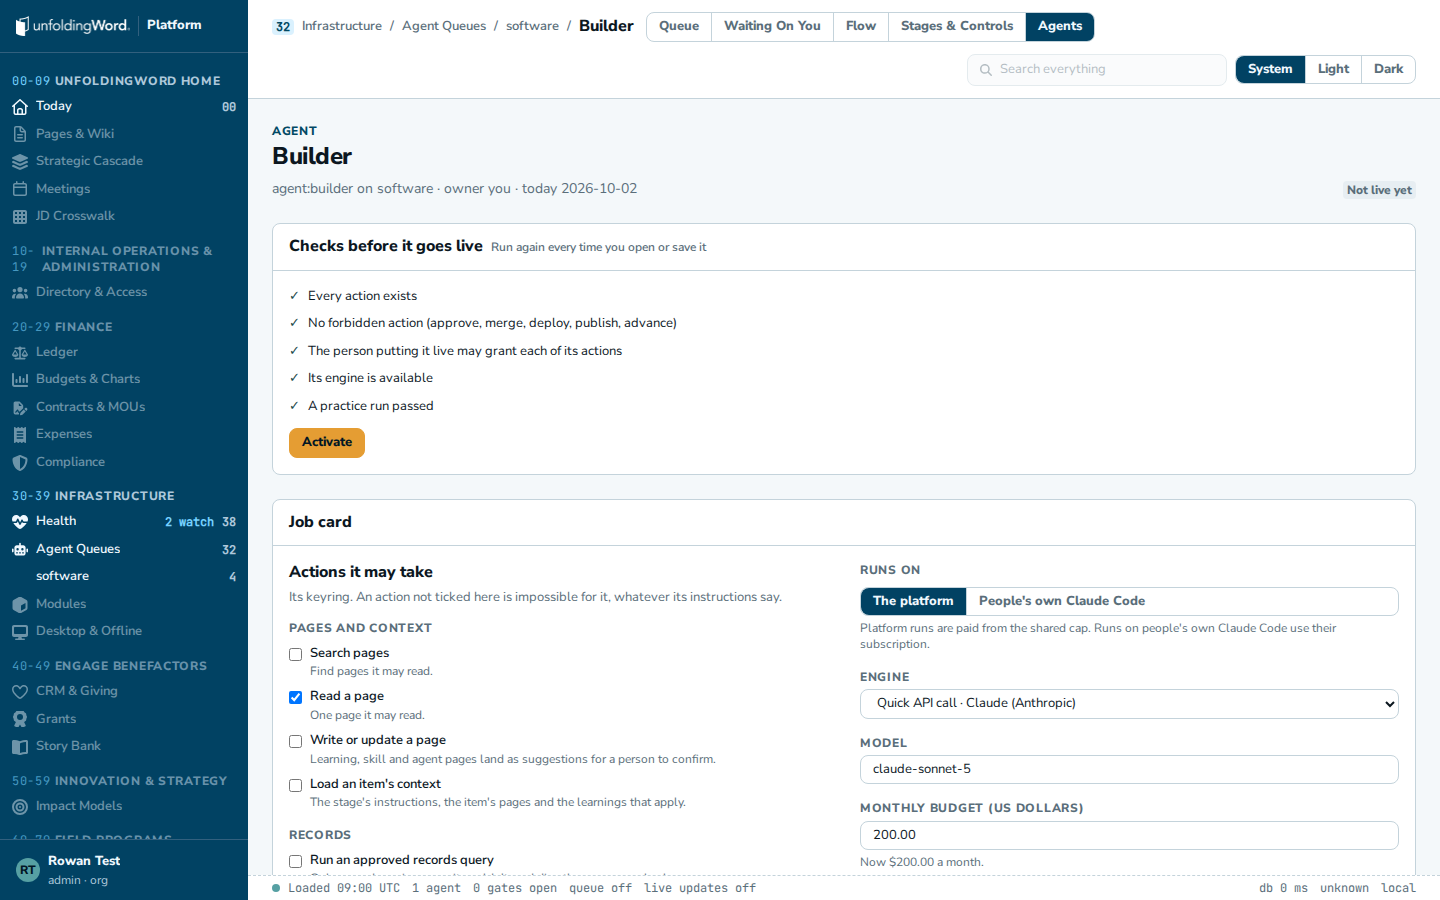 unfoldingWord Platform
00-09 UNFOLDINGWORD HOME
Today 00
Pages & Wiki
Strategic Cascade
Meetings
JD Crosswalk
10-19 INTERNAL OPERATIONS & ADMINISTRATION
Directory & Access
20-29 FINANCE
Ledger
Budgets & Charts
Contracts & MOUs
Expenses
Compliance
30-39 INFRASTRUCTURE
Health 2 watch 38
Agent Queues 32
software 4
Modules
Desktop & Offline
40-49 ENGAGE BENEFACTORS
CRM & Giving
Grants
Story Bank
50-59 INNOVATION & STRATEGY
Impact Models
RT Rowan Test
admin · org
32 Infrastructure / Agent Queues / software / Builder
Queue Waiting On You Flow Stages & Controls Agents
Search everything
System Light Dark
AGENT
Builder
agent:builder on software · owner you · today 2026-10-02
Not live yet
Checks before it goes live Run again every time you open or save it
✓ Every action exists
✓ No forbidden action (approve, merge, deploy, publish, advance)
✓ The person putting it live may grant each of its actions
✓ Its engine is available
✓ A practice run passed
Activate
Job card
Actions it may take
Its keyring. An action not ticked here is impossible for it, whatever its instructions say.
PAGES AND CONTEXT
Search pages
Find pages it may read.
Read a page
One page it may read.
Write or update a page
Learning, skill and agent pages land as suggestions for a person to confirm.
Load an item's context
The stage's instructions, the item's pages and the learnings that apply.
RECORDS
Run an approved records query
RUNS ON
The platform People's own Claude Code
Platform runs are paid from the shared cap. Runs on people's own Claude Code use their
subscription.
ENGINE
Quick API call · Claude (Anthropic)
MODEL
claude-sonnet-5
MONTHLY BUDGET (US DOLLARS)
200.00
Now $200.00 a month.
Loaded 09:00 UTC 1 agent 0 gates open queue off live updates off
db 0 ms unknown local